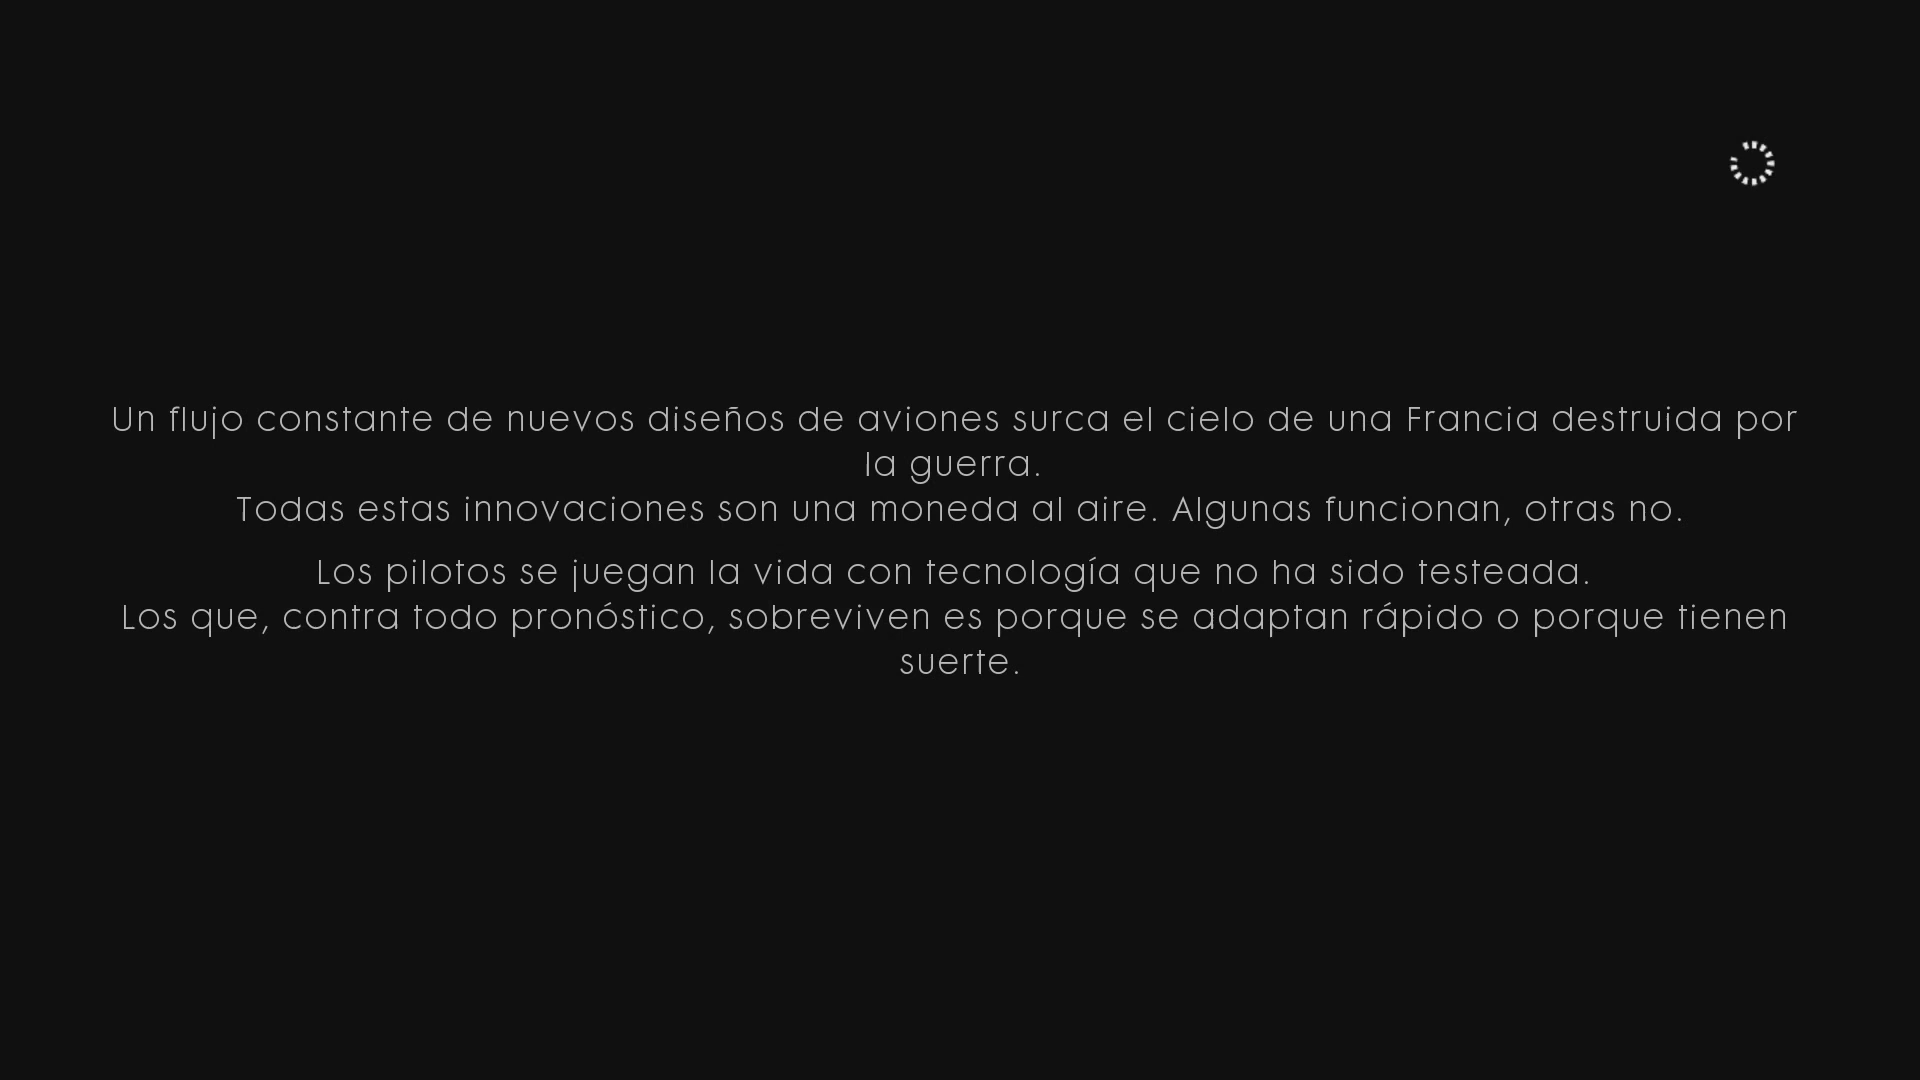 Un flujo constante de nuevos diseños de aviones surca el cielo de una Francia destruida por
la guerra.
Todas estas innovaciones son una moneda al aire. Algunas funcionan, otras no.
Los pilotos se juegan la vida con tecnología que no ha sido testeada.
Los que, contra todo pronóstico, sobreviven es porque se adaptan rápido o porque tienen
suerte.